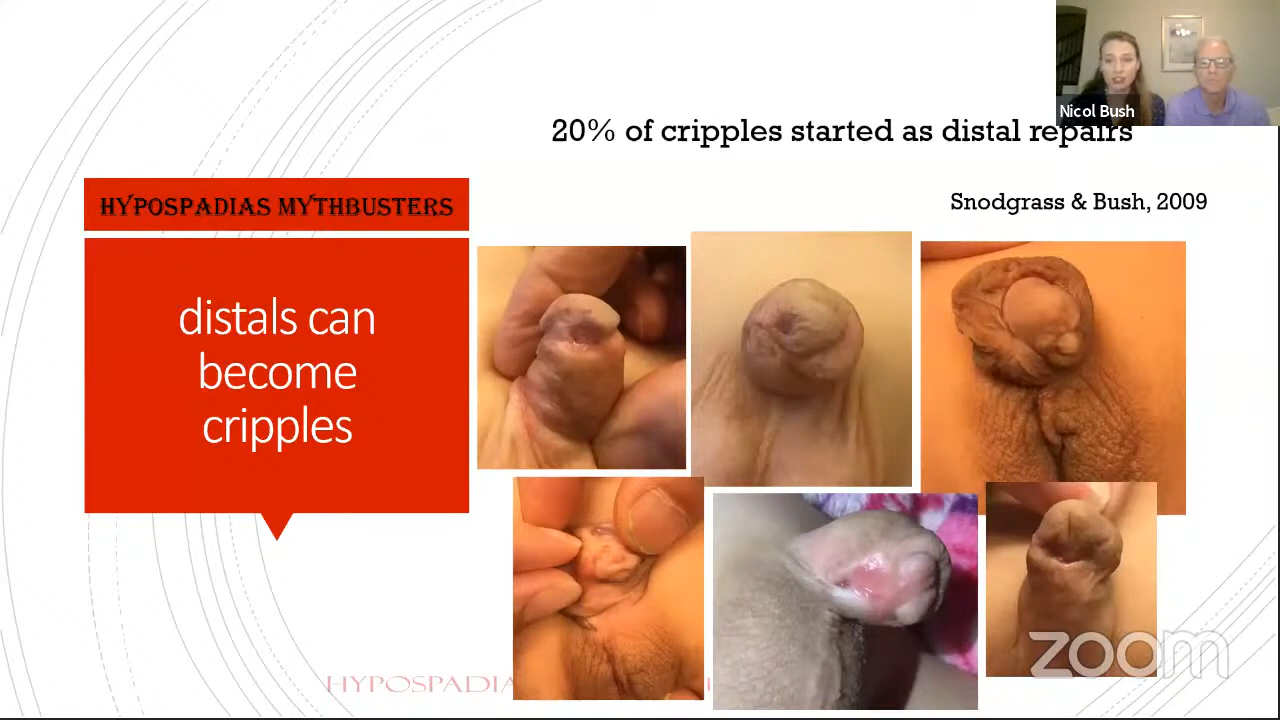 Nicol Bush
20% of cripples started as distal repairs
HYPOSPADIAS MYTHBUSTERS
Snodgrass & Bush, 2009
distals can
become
cripples
HYPOSPADIA
zoom